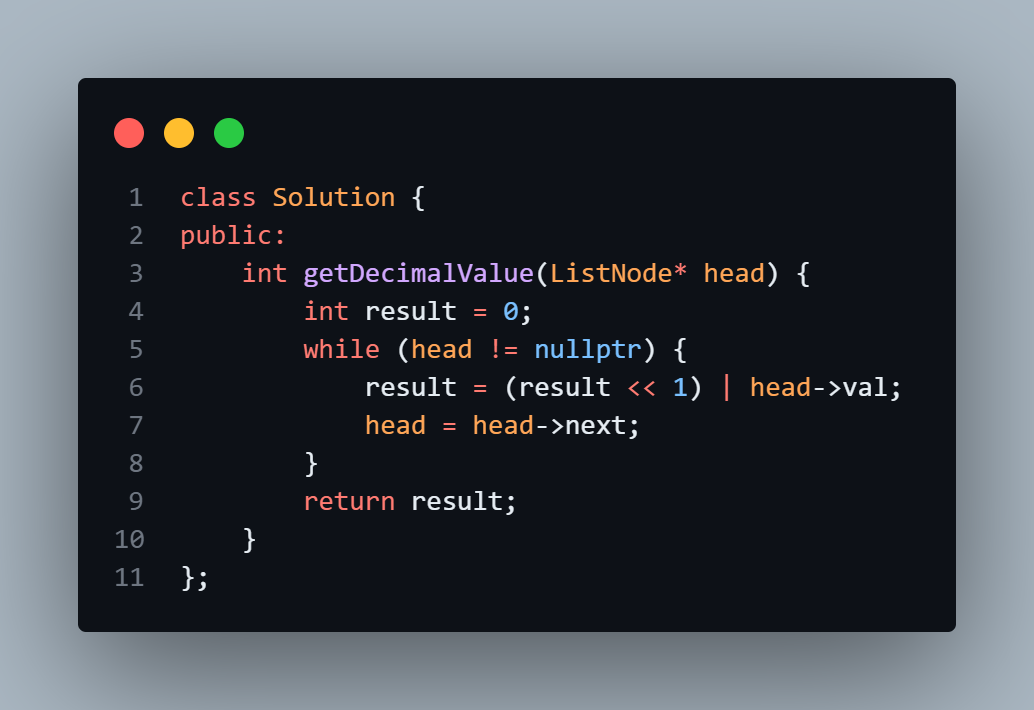 1 class Solution {
2 public:
3     int getDecimalValue(ListNode* head) {
4         int result = 0;
5         while (head != nullptr) {
6             result = (result << 1) | head->val;
7             head = head->next;
8         }
9         return result;
10     }
11 };